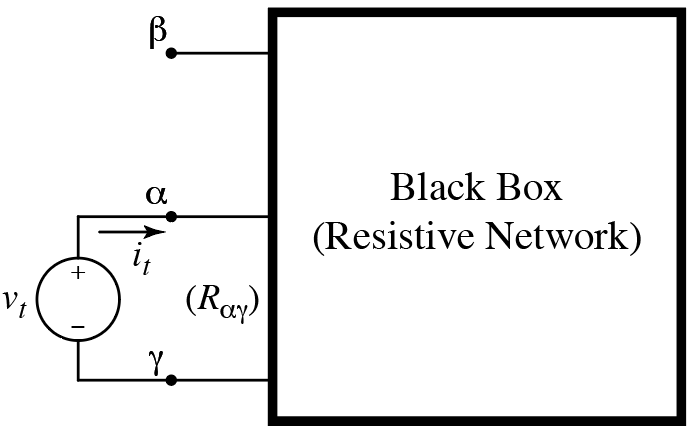 β
α
Black Box
(Resistive Network)
i_t
+
v_t
(R_αγ)
–
γ